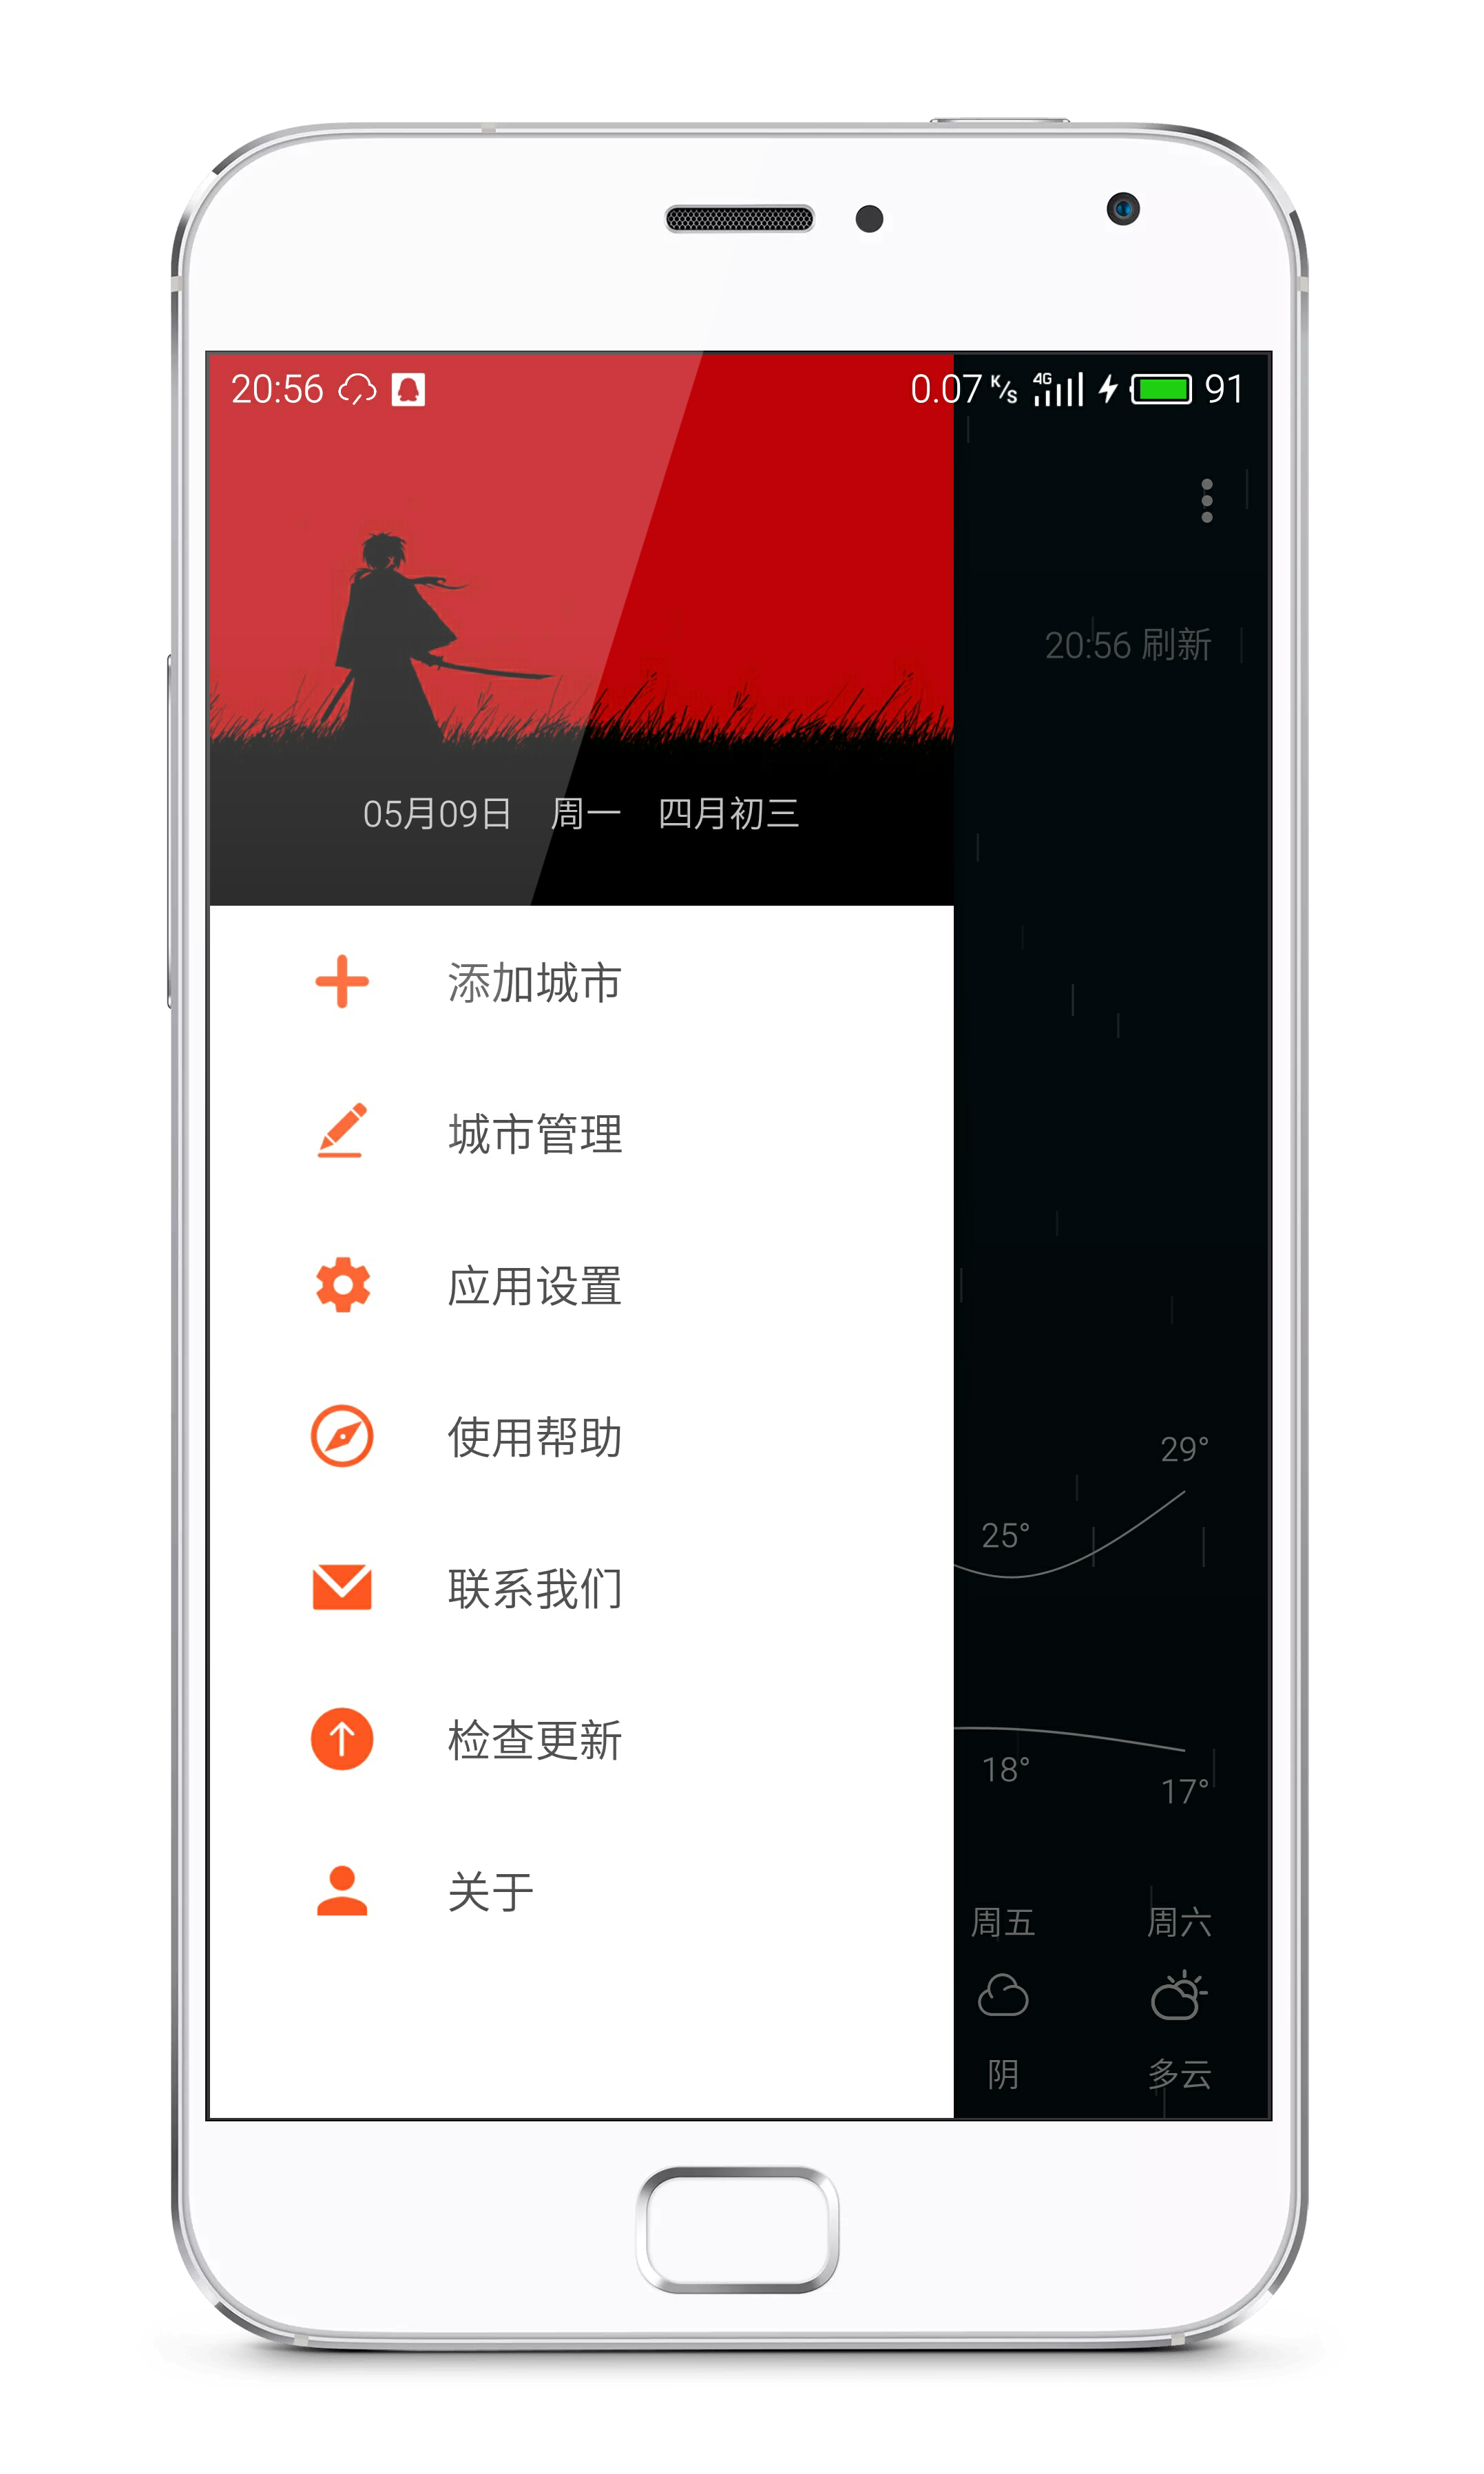 20:56 0.07 K/s 4G 91
20:56 刷新
05月09日 周一 四月初三
添加城市
城市管理
应用设置
使用帮助
联系我们
检查更新
关于
29°
25°
18°
17°
周五 周六
阴 多云